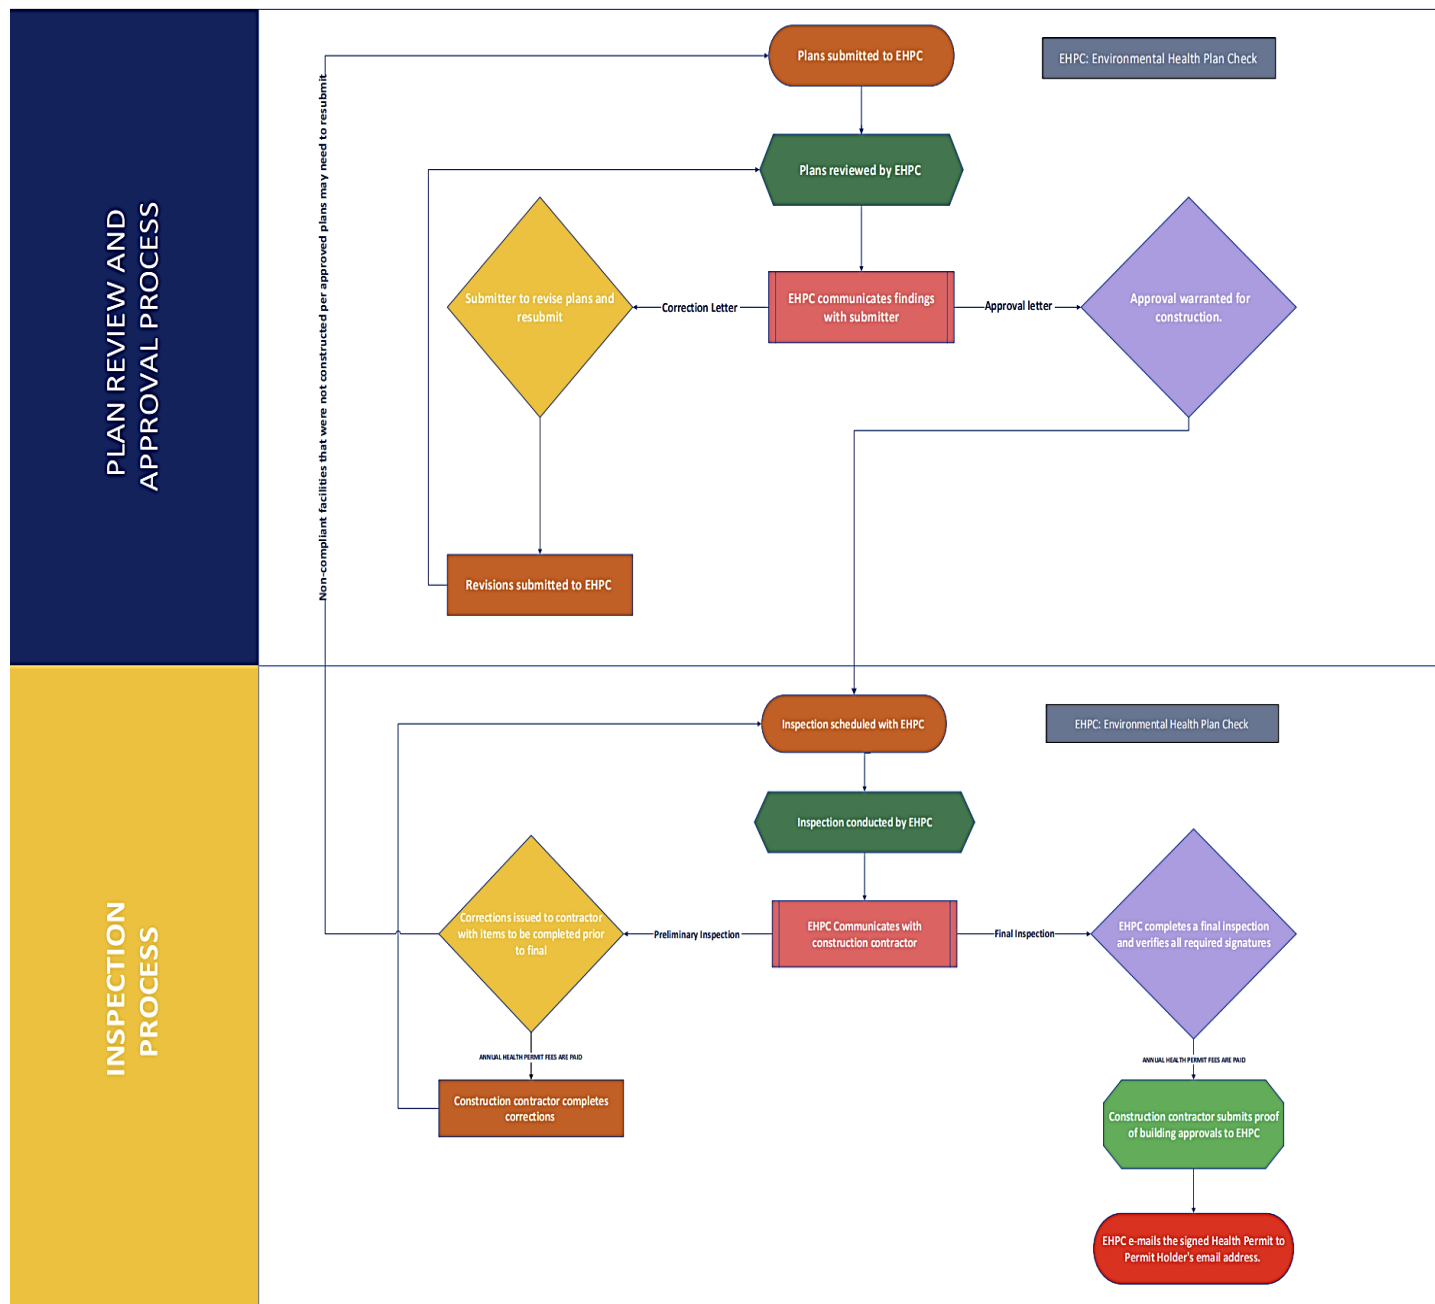 PLAN REVIEW AND
APPROVAL PROCESS
Non-compliant facilities that were not constructed per approved plans may need to resubmit
Plans submitted to EHPC
EHPC: Environmental Health Plan Check
Plans reviewed by EHPC
Submitter to revise plans and
resubmit
Correction Letter
EHPC communicates findings
with submitter
Approval letter
Approval warranted for
construction.
Revisions submitted to EHPC
INSPECTION
PROCESS
Inspection scheduled with EHPC
EHPC: Environmental Health Plan Check
Inspection conducted by EHPC
Corrections issued to contractor
with items to be completed prior
to final
Preliminary Inspection
EHPC Communicates with
construction contractor
Final Inspection
EHPC completes a final inspection
and verifies all required signatures
ANNUAL HEALTH PERMIT FEES ARE PAID
Construction contractor completes
corrections
ANNUAL HEALTH PERMIT FEES ARE PAID
Construction contractor submits proof
of building approvals to EHPC
EHPC e-mails the signed Health Permit to
Permit Holder's email address.